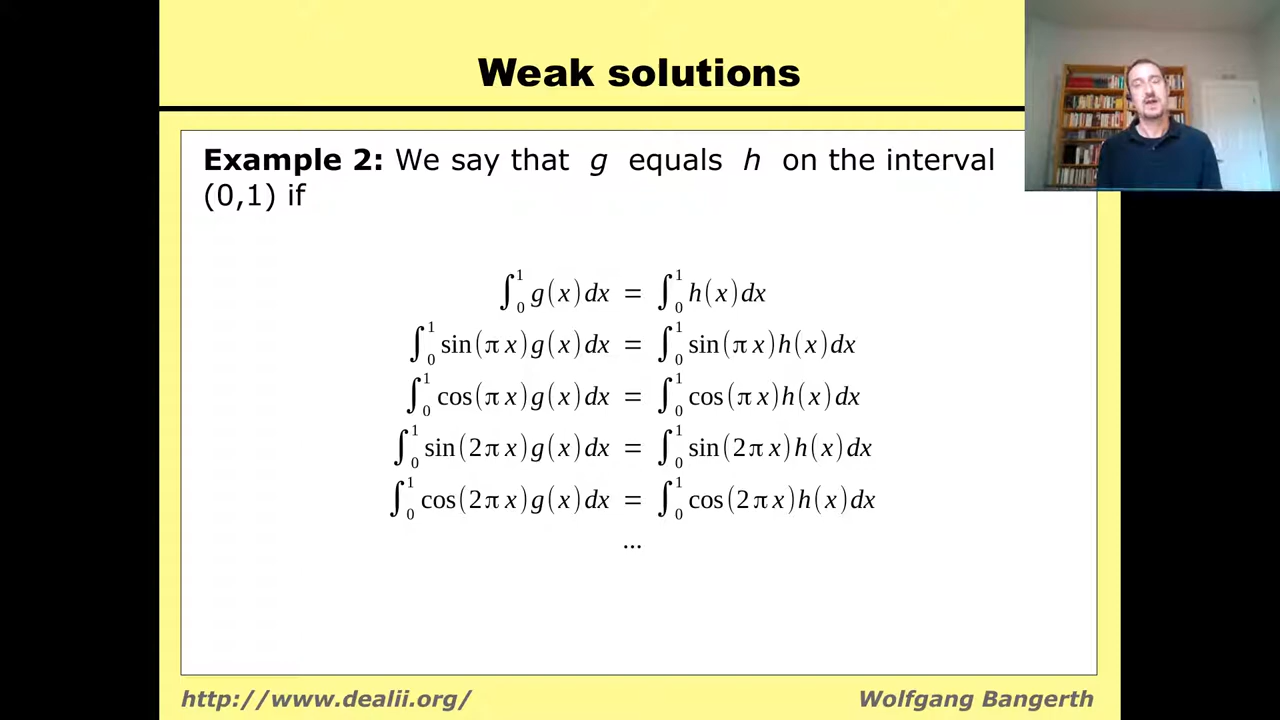 Weak solutions
Example 2: We say that g equals h on the interval
(0,1) if
∫₀¹ g(x)dx = ∫₀¹ h(x)dx
∫₀¹ sin(πx)g(x)dx = ∫₀¹ sin(πx)h(x)dx
∫₀¹ cos(πx)g(x)dx = ∫₀¹ cos(πx)h(x)dx
∫₀¹ sin(2πx)g(x)dx = ∫₀¹ sin(2πx)h(x)dx
∫₀¹ cos(2πx)g(x)dx = ∫₀¹ cos(2πx)h(x)dx
...
http://www.dealii.org/ Wolfgang Bangerth